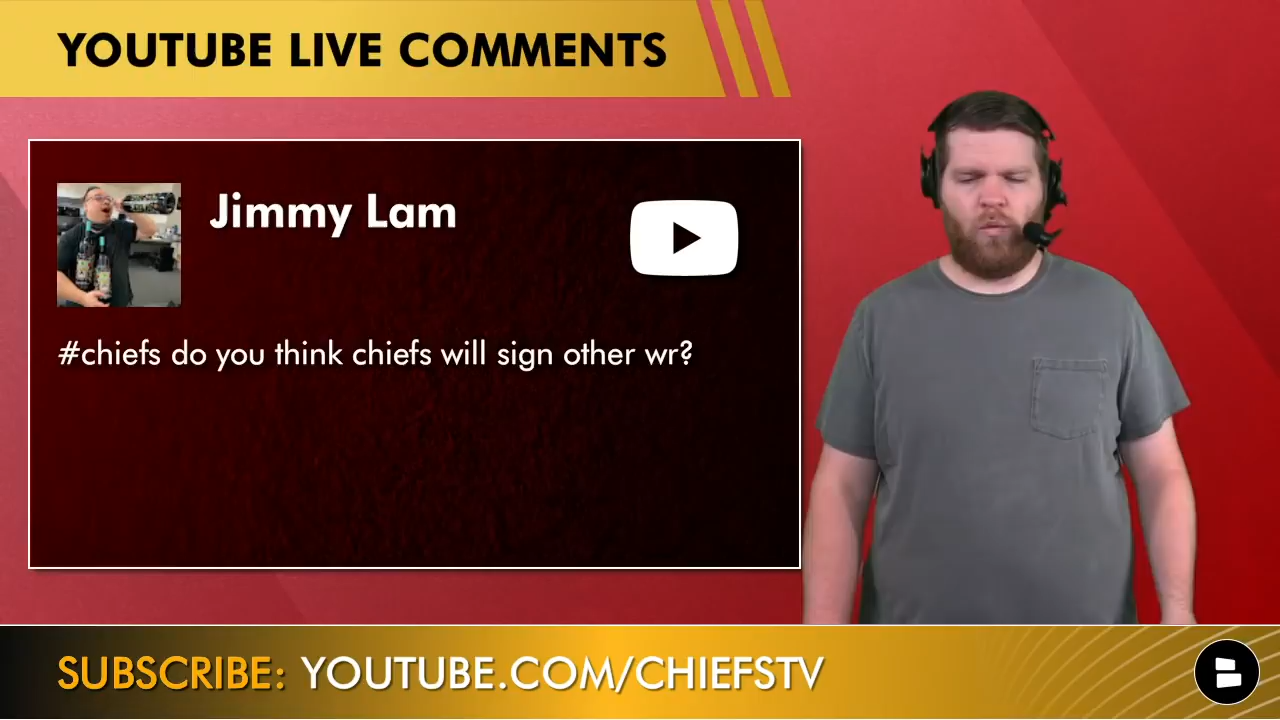 YOUTUBE LIVE COMMENTS
Jimmy Lam
#chiefs do you think chiefs will sign other wr?
SUBSCRIBE: YOUTUBE.COM/CHIEFSTV